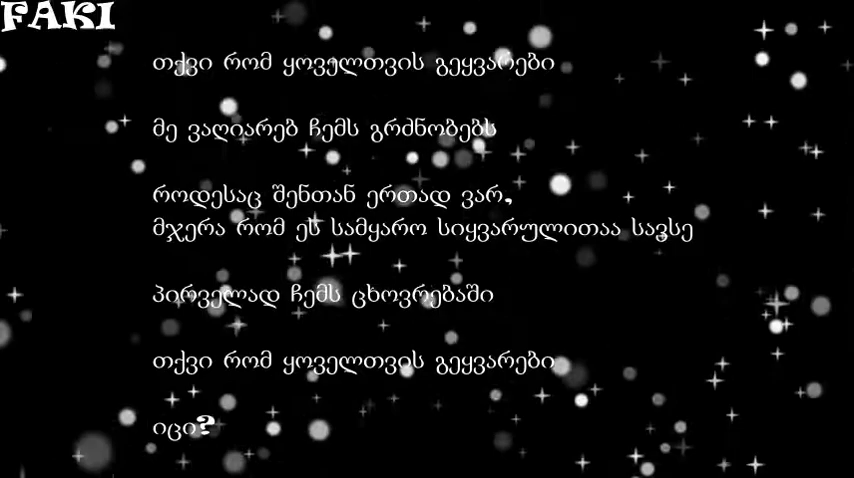 FAKI
თქვი რომ ყოველთვის გეყვარები
მე ვაღიარებ ჩემს გრძნობებს
როდესაც შენთან ერთად ვარ,
მჯერა რომ ეს სამყარო სიყვარულითაა სავსე
პირველად ჩემს ცხოვრებაში
თქვი რომ ყოველთვის გეყვარები
იცი?